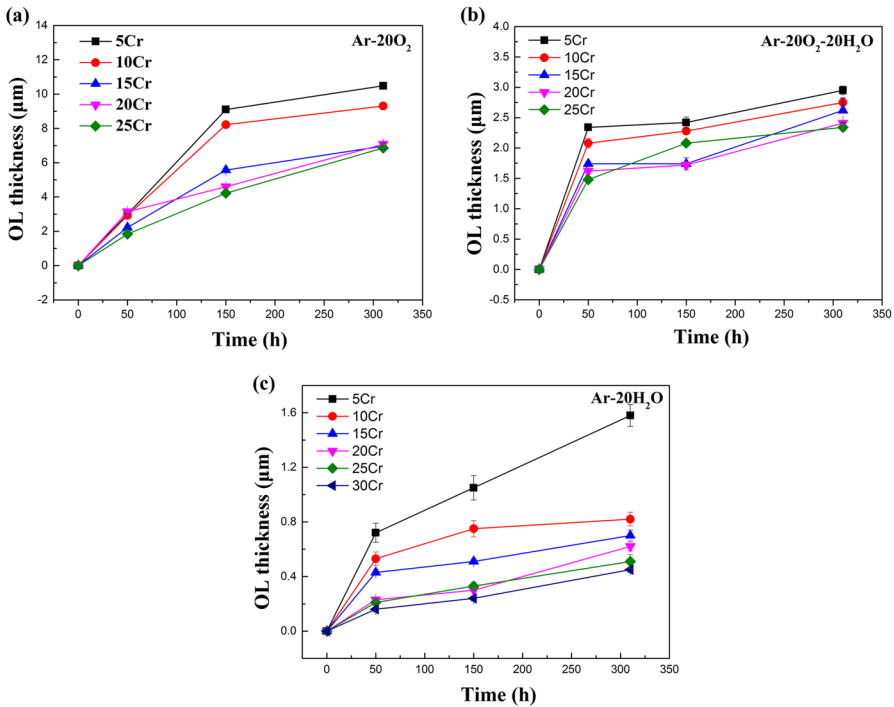 (a)
Ar-20O₂
5Cr
10Cr
15Cr
20Cr
25Cr
OL thickness (μm)
14
12
10
8
6
4
2
0
-2
0 50 100 150 200 250 300 350
Time (h)
(b)
Ar-20O₂-20H₂O
5Cr
10Cr
15Cr
20Cr
25Cr
OL thickness (μm)
4.0
3.5
3.0
2.5
2.0
1.5
1.0
0.5
0.0
-0.5
0 50 100 150 200 250 300 350
Time (h)
(c)
Ar-20H₂O
5Cr
10Cr
15Cr
20Cr
25Cr
30Cr
OL thickness (μm)
1.6
1.2
0.8
0.4
0.0
0 50 100 150 200 250 300 350
Time (h)